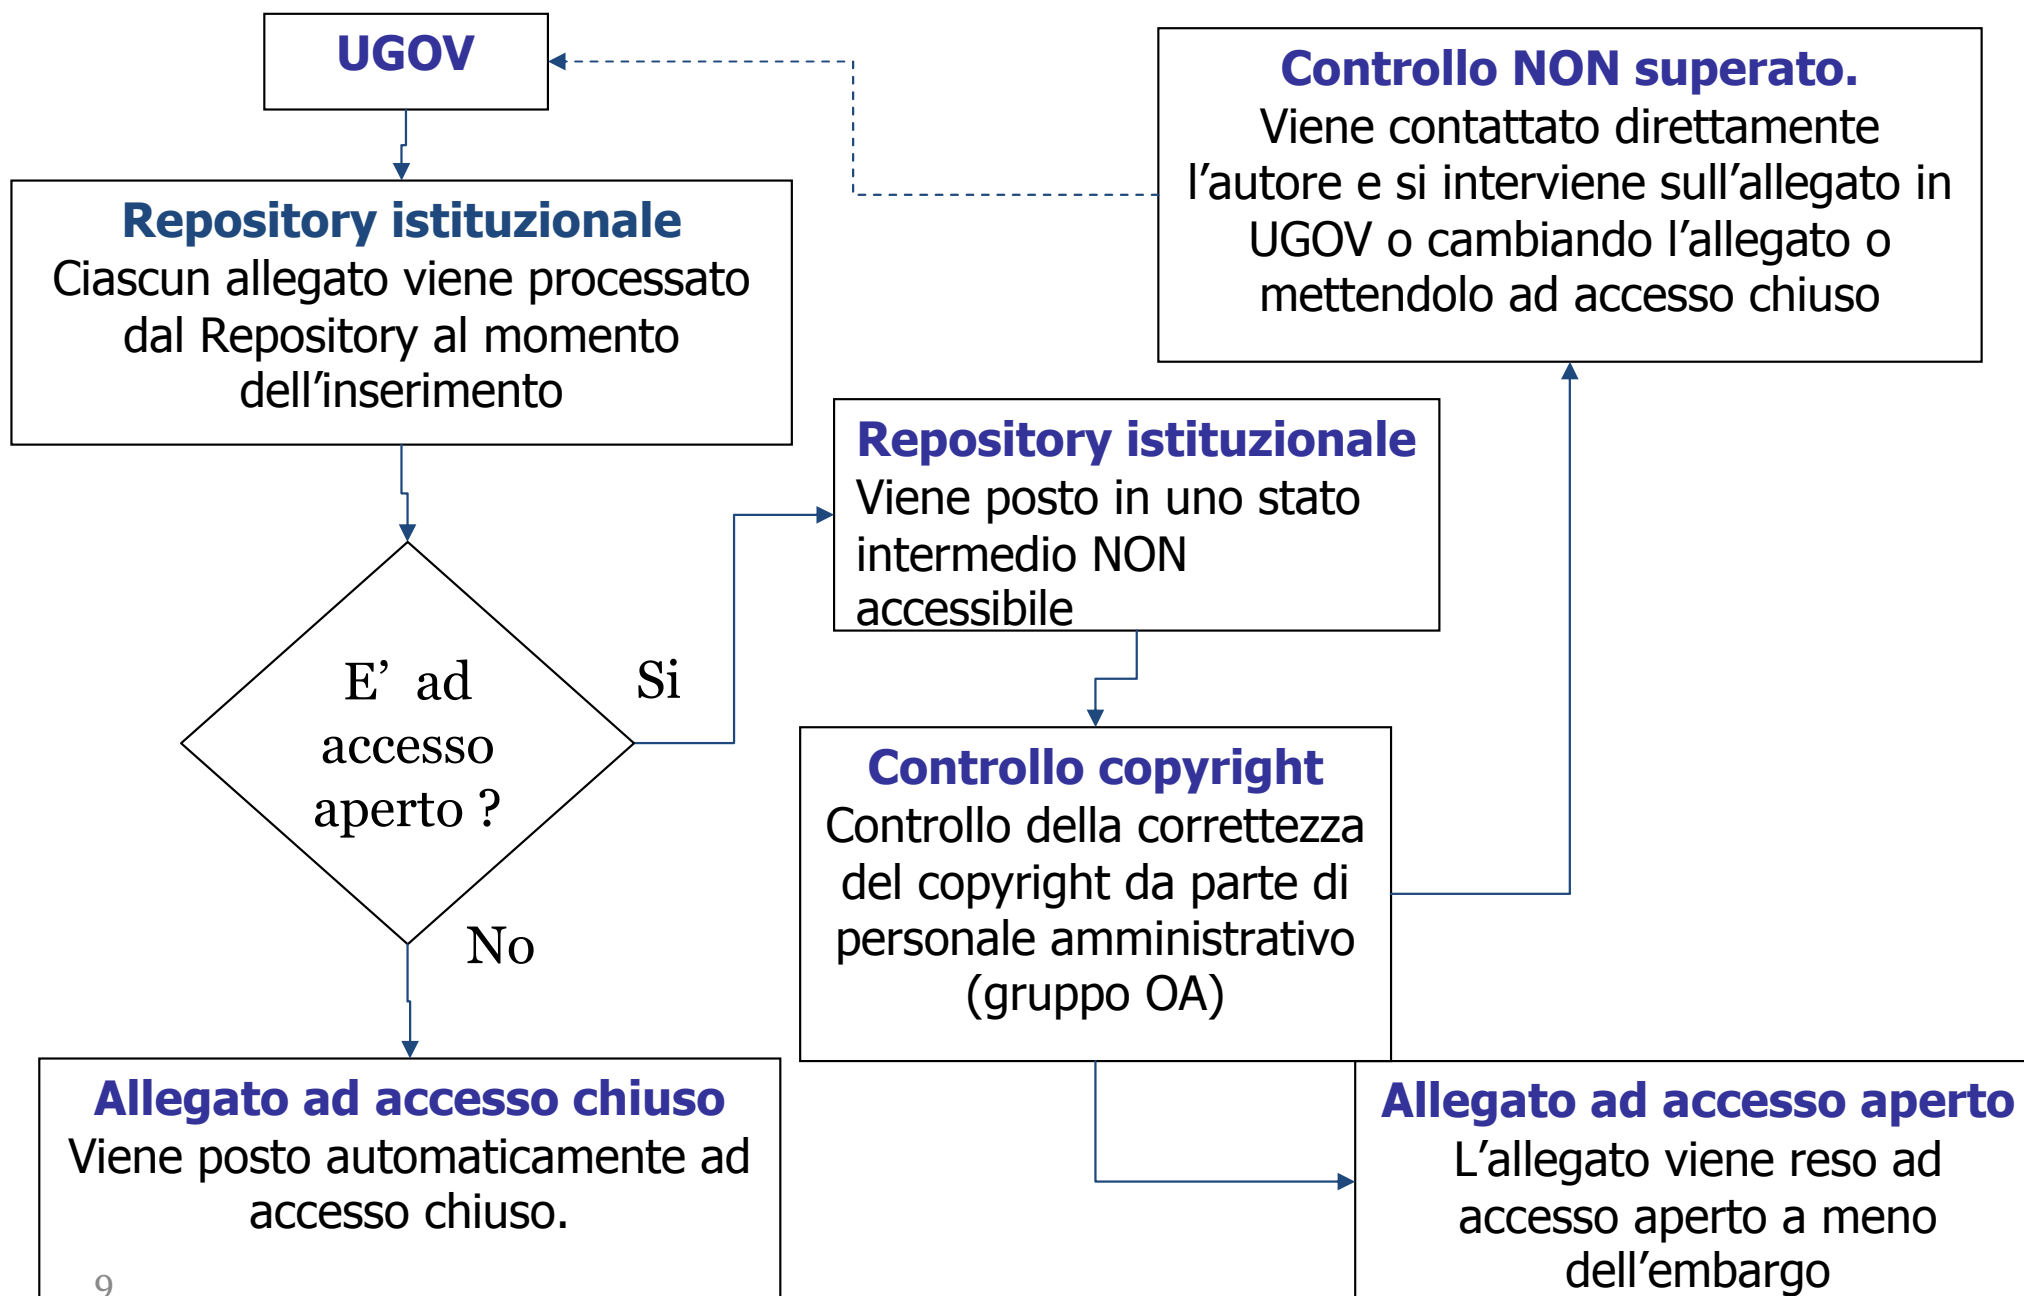 UGOV
Repository istituzionale
Ciascun allegato viene processato
dal Repository al momento
dell’inserimento
E’ ad
accesso
aperto ?
Si
No
Allegato ad accesso chiuso
Viene posto automaticamente ad
accesso chiuso.
Repository istituzionale
Viene posto in uno stato
intermedio NON
accessibile
Controllo copyright
Controllo della correttezza
del copyright da parte di
personale amministrativo
(gruppo OA)
Controllo NON superato.
Viene contattato direttamente
l’autore e si interviene sull’allegato in
UGOV o cambiando l’allegato o
mettendolo ad accesso chiuso
Allegato ad accesso aperto
L’allegato viene reso ad
accesso aperto a meno
dell’embargo
9